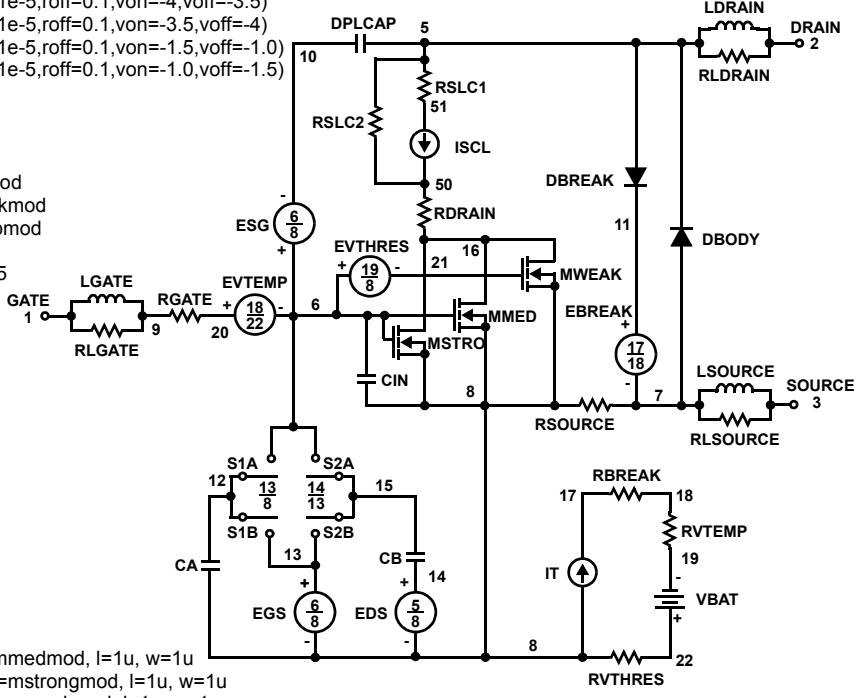 1e-5,roff=0.1,von=-4,voff=-3.5)
1e-5,roff=0.1,von=-3.5,voff=-4)
1e-5,roff=0.1,von=-1.5,voff=-1.0)
1e-5,roff=0.1,von=-1.0,voff=-1.5)
LDRAIN
DPLCAP 5 DRAIN
10 2
RLDRAIN
RSLC1
51
RSLC2
ISCL
od
kmod
omod
5
50
DBREAK
- RDRAIN
ESG 6 8
+
11
DBODY
EVTHRES
+ 19 8 -
16
21
MWEAK
LGATE
GATE
1
EVTEMP
RGATE + 18 22 - 6
9 20
RLGATE
MMED
MSTRO
EBREAK +
17 18
-
CIN
LSOURCE
8 7 SOURCE
3
RSOURCE
RLSOURCE
S1A S2A
12 13 8 14 13 15
S1B S2B
13
CA
CB
+ + 14
EGS 6 8 EDS 5 8
- -
RBREAK
17 18
RVTEMP
19
IT -
VBAT
+
8 22
RVTHRES
mmedmod, l=1u, w=1u
=mstrongmod, l=1u, w=1u